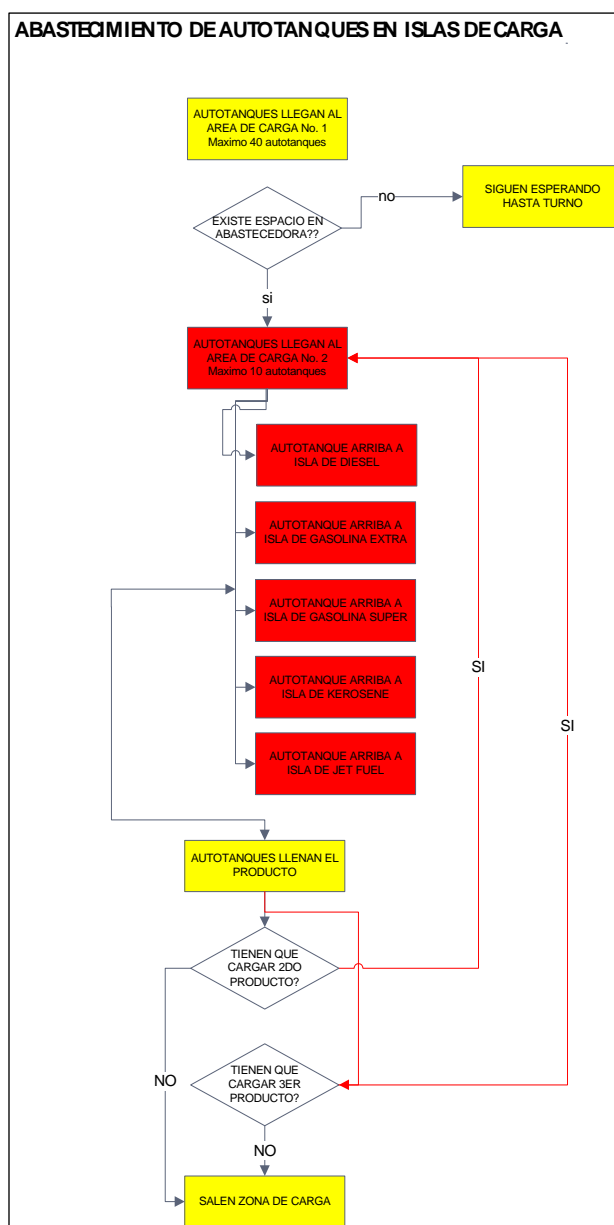 ABASTECIMIENTO DE AUTOTANQUES EN ISLAS DE CARGA
AUTOTANQUES LLEGAN AL
AREA DE CARGA No. 1
Maximo 40 autotanques
EXISTE ESPACIO EN
ABASTECEDORA??
no
SIGUEN ESPERANDO
HASTA TURNO
si
AUTOTANQUES LLEGAN AL
AREA DE CARGA No. 2
Maximo 10 autotanques
AUTOTANQUE ARRIBA A
ISLA DE DIESEL
AUTOTANQUE ARRIBA A
ISLA DE GASOLINA EXTRA
AUTOTANQUE ARRIBA A
ISLA DE GASOLINA SUPER
AUTOTANQUE ARRIBA A
ISLA DE KEROSENE
SI
SI
AUTOTANQUE ARRIBA A
ISLA DE JET FUEL
AUTOTANQUES LLENAN EL
PRODUCTO
TIENEN QUE
CARGAR 2DO
PRODUCTO?
TIENEN QUE
CARGAR 3ER
PRODUCTO?
NO
NO
SALEN ZONA DE CARGA